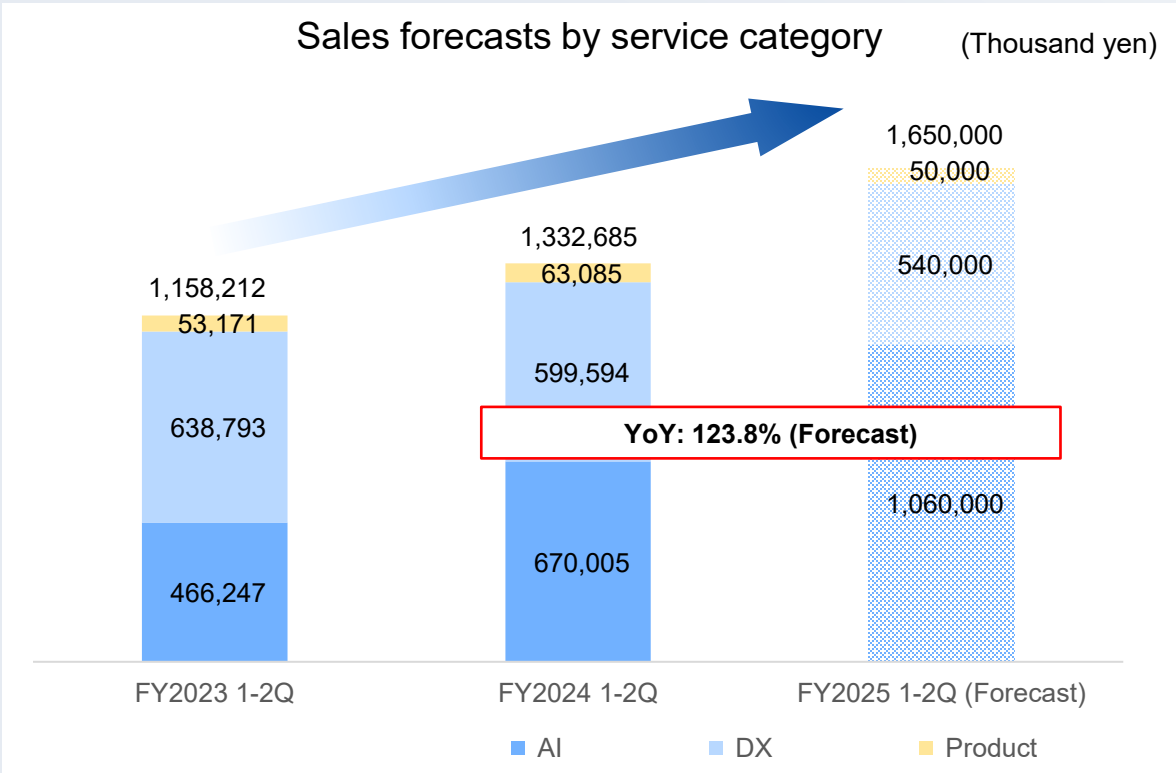 Sales forecasts by service category
(Thousand yen)
1,650,000
50,000
540,000
1,060,000
1,332,685
63,085
599,594
670,005
1,158,212
53,171
638,793
466,247
YoY: 123.8% (Forecast)
FY2023 1-2Q
FY2024 1-2Q
FY2025 1-2Q (Forecast)
AI
DX
Product